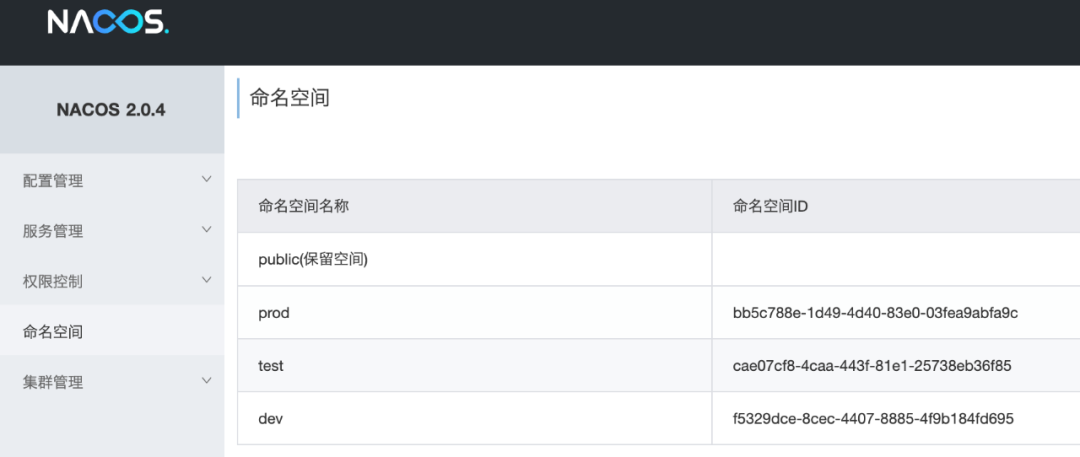 NACOS.
NACOS 2.0.4
配置管理
服务管理
权限控制
命名空间
集群管理
命名空间
命名空间名称 命名空间ID
public(保留空间)
prod bb5c788e-1d49-4d40-83e0-03fea9abfa9c
test cae07cf8-4caa-443f-81e1-25738eb36f85
dev f5329dce-8cec-4407-8885-4f9b184fd695